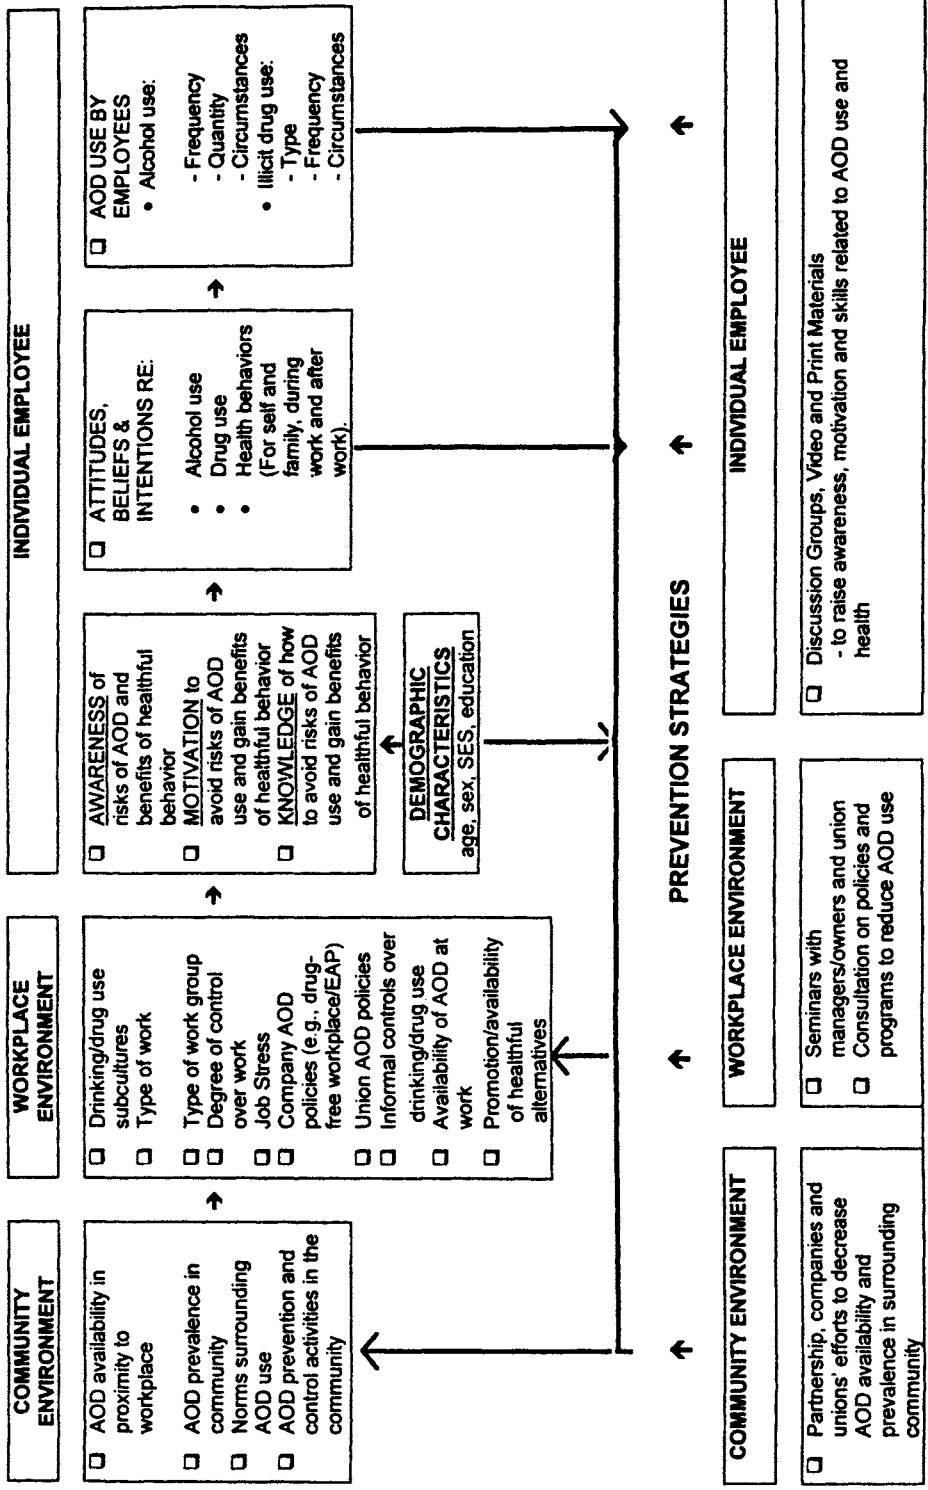 COMMUNITY
ENVIRONMENT
WORKPLACE
ENVIRONMENT
INDIVIDUAL EMPLOYEE
AOD availability in
proximity to
workplace
AOD prevalence in
community
Norms surrounding
AOD use
AOD prevention and
control activities in the
community
Drinking/drug use
subcultures
Type of work
Type of work group
Degree of control
over work
Job Stress
Company AOD
policies (e.g., drug-
free workplace/EAP)
Union AOD policies
Informal controls over
drinking/drug use
Availability of AOD at
work
Promotion/availability
of healthful
alternatives
AWARENESS of
risks of AOD and
benefits of healthful
behavior
MOTIVATION to
avoid risks of AOD
use and gain benefits
of healthful behavior
KNOWLEDGE of how
to avoid risks of AOD
use and gain benefits
of healthful behavior
DEMOGRAPHIC
CHARACTERISTICS
age, sex, SES, education
ATTITUDES,
BELIEFS &
INTENTIONS RE:
• Alcohol use
• Drug use
• Health behaviors
(For self and
family, during
work and after
work).
AOD USE BY
EMPLOYEES
• Alcohol use:
- Frequency
- Quantity
- Circumstances
• Illicit drug use:
- Type
- Frequency
- Circumstances
PREVENTION STRATEGIES
COMMUNITY ENVIRONMENT
WORKPLACE ENVIRONMENT
INDIVIDUAL EMPLOYEE
Partnership, companies and
unions' efforts to decrease
AOD availability and
prevalence in surrounding
community
Seminars with
managers/owners and union
Consultation on policies and
programs to reduce AOD use
Discussion Groups, Video and Print Materials
- to raise awareness, motivation and skills related to AOD use and
health